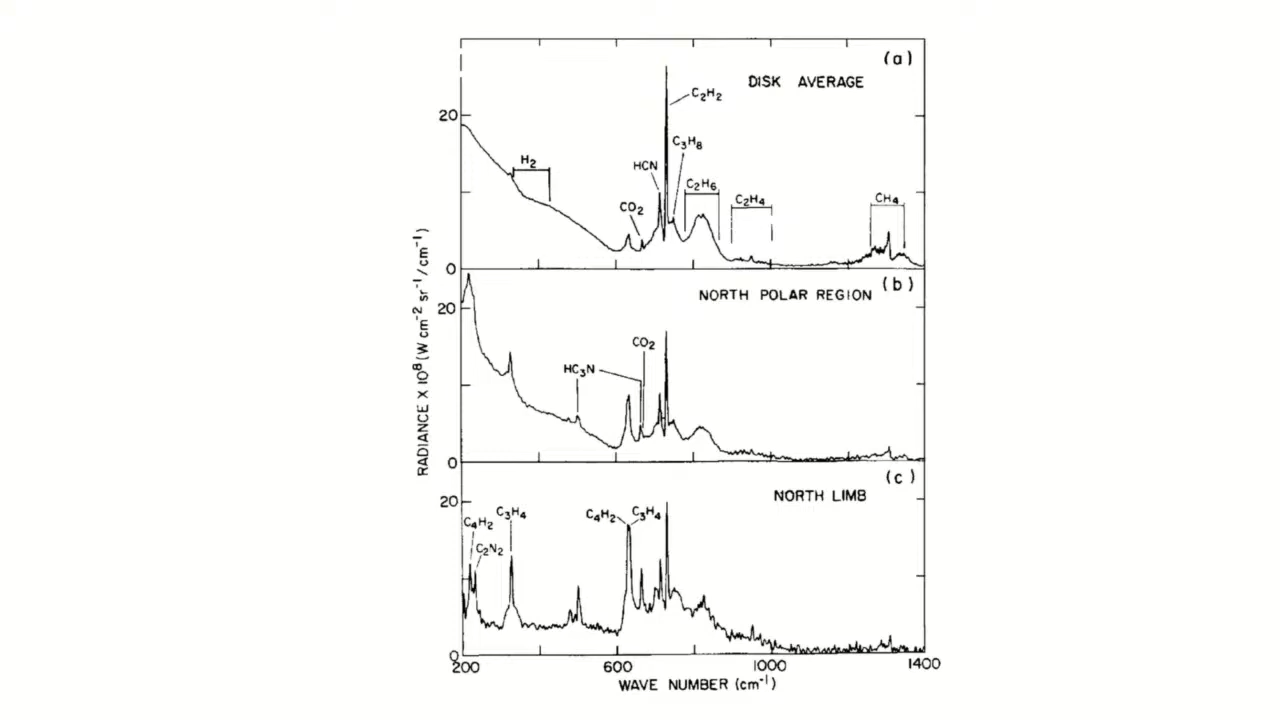 (a)
DISK AVERAGE
C₂H₂
20
C₃H₈
H₂
HCN
C₂H₆
C₂H₄
CH₄
CO₂
0
(b)
NORTH POLAR REGION
20
CO₂
HC₃N
0
(c)
NORTH LIMB
20
C₄H₂
C₃H₄
C₄H₂
C₃H₄
C₂N₂
0
200
600
1000
1400
WAVE NUMBER (cm⁻¹)
RADIANCE X 10⁸ (W cm⁻² sr⁻¹/cm⁻¹)